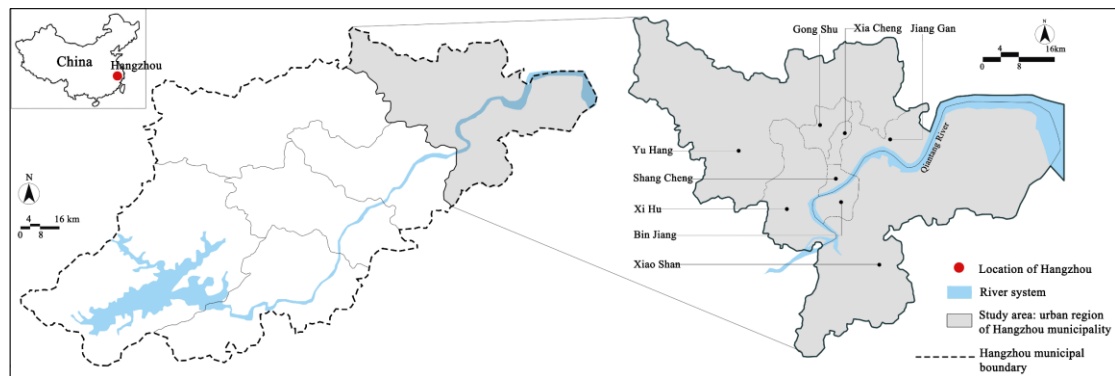 China
Hangzhou
N
4 16 km
0 8
Gong Shu
Xia Cheng
Jiang Gan
Yu Hang
Shang Cheng
Xi Hu
Bin Jiang
Xiao Shan
Qiantang River
N
4 16km
0 8
Location of Hangzhou
River system
Study area: urban region
of Hangzhou municipality
Hangzhou municipal
boundary